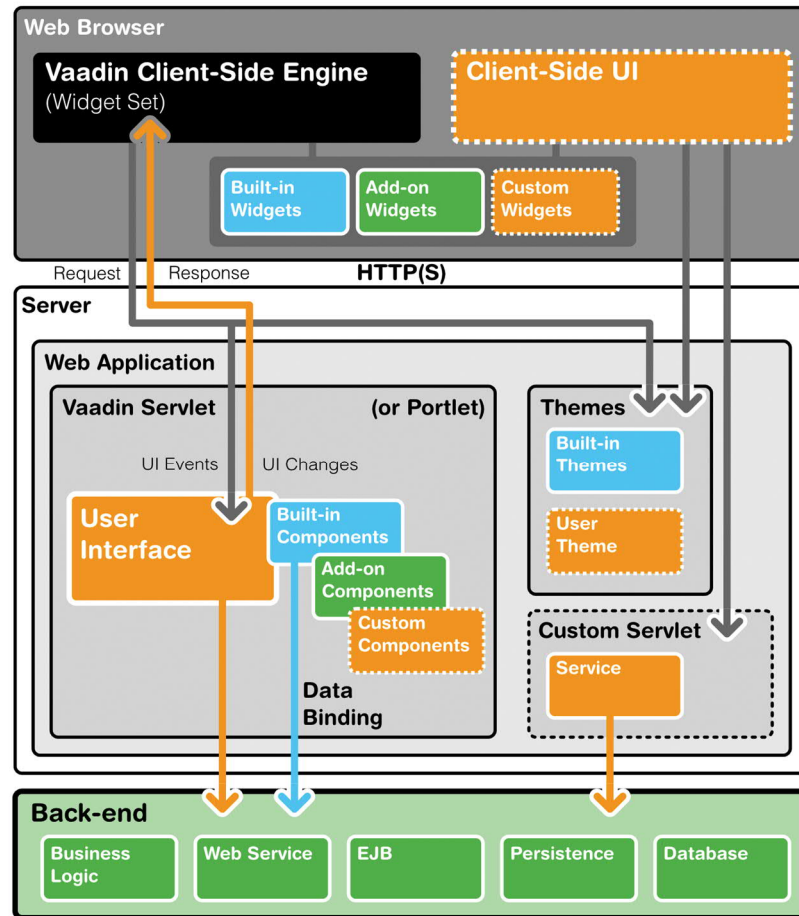 Web Browser
Vaadin Client-Side Engine
(Widget Set)
Client-Side UI
Built-in
Widgets
Add-on
Widgets
Custom
Widgets
Request
Response
HTTP(S)
Server
Web Application
Vaadin Servlet
(or Portlet)
Themes
UI Events
UI Changes
Built-in
Themes
User
Interface
Built-in
Components
User
Theme
Add-on
Components
Custom
Components
Custom Servlet
Service
Data
Binding
Back-end
Business
Logic
Web Service
EJB
Persistence
Database